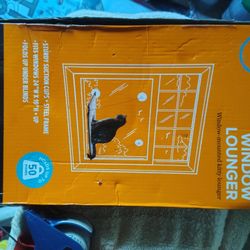 WINDOW
LOUNGER
Window-mounted kitty lounger
• STURDY SUCTION CUPS • STEEL FRAME
• FITS WINDOWS 24"W X 19"H + UP
• FOLDS UP UNDER BLINDS
50